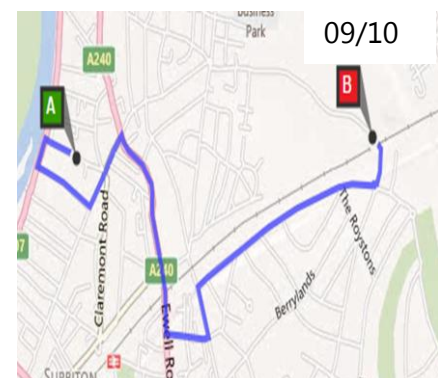 Business
Park
09/10
A240
B
A
The Roystons
Claremont Road
A240
Berrylands
Ewell Ro
SURBITON